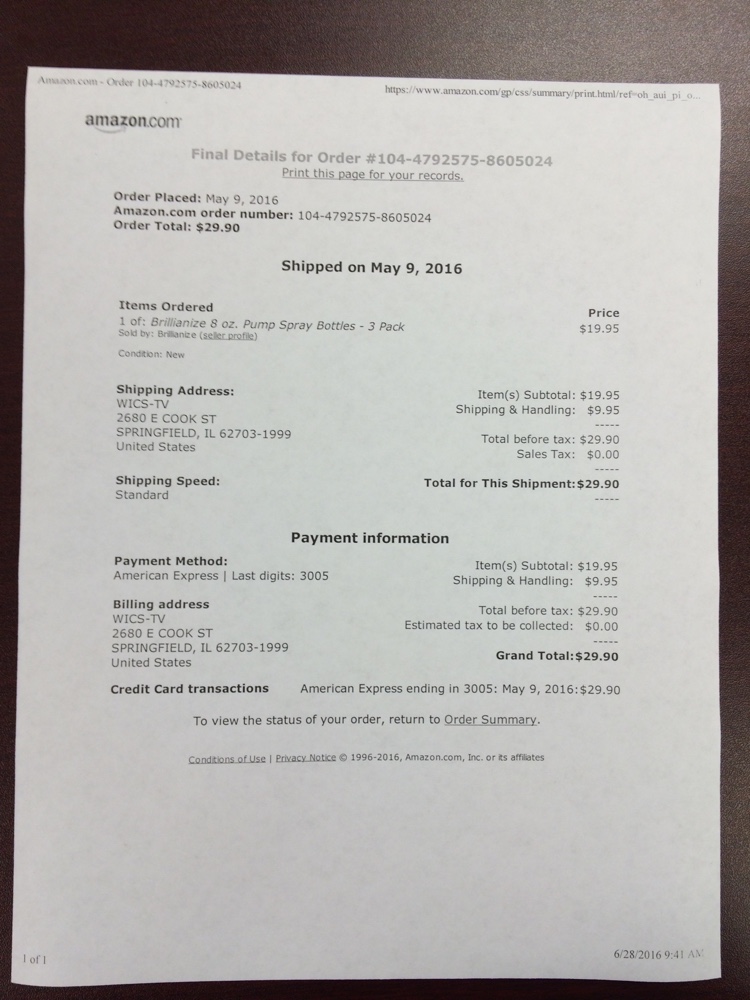 Amazon.com - Order 104-4792575-8605024
https://www.amazon.com/gp/css/summary/print.html/ref=oh_aui_pi_o...
amazon.com
Final Details for Order #104-4792575-8605024
Print this page for your records.
Order Placed: May 9, 2016
Amazon.com order number: 104-4792575-8605024
Order Total: $29.90
Shipped on May 9, 2016
Items Ordered Price
1 of: Brillianize 8 oz. Pump Spray Bottles - 3 Pack $19.95
Sold by: Brillianize (seller profile)
Condition: New
Shipping Address:
WICS-TV
2680 E COOK ST
SPRINGFIELD, IL 62703-1999
United States
Item(s) Subtotal: $19.95
Shipping & Handling: $9.95
-----
Total before tax: $29.90
Sales Tax: $0.00
-----
Shipping Speed:
Standard
Total for This Shipment: $29.90
-----
Payment information
Payment Method:
American Express | Last digits: 3005
Billing address
WICS-TV
2680 E COOK ST
SPRINGFIELD, IL 62703-1999
United States
Item(s) Subtotal: $19.95
Shipping & Handling: $9.95
-----
Total before tax: $29.90
Estimated tax to be collected: $0.00
-----
Grand Total: $29.90
Credit Card transactions American Express ending in 3005: May 9, 2016: $29.90
To view the status of your order, return to Order Summary.
Conditions of Use | Privacy Notice © 1996-2016, Amazon.com, Inc. or its affiliates
1 of 1
6/28/2016 9:41 AM